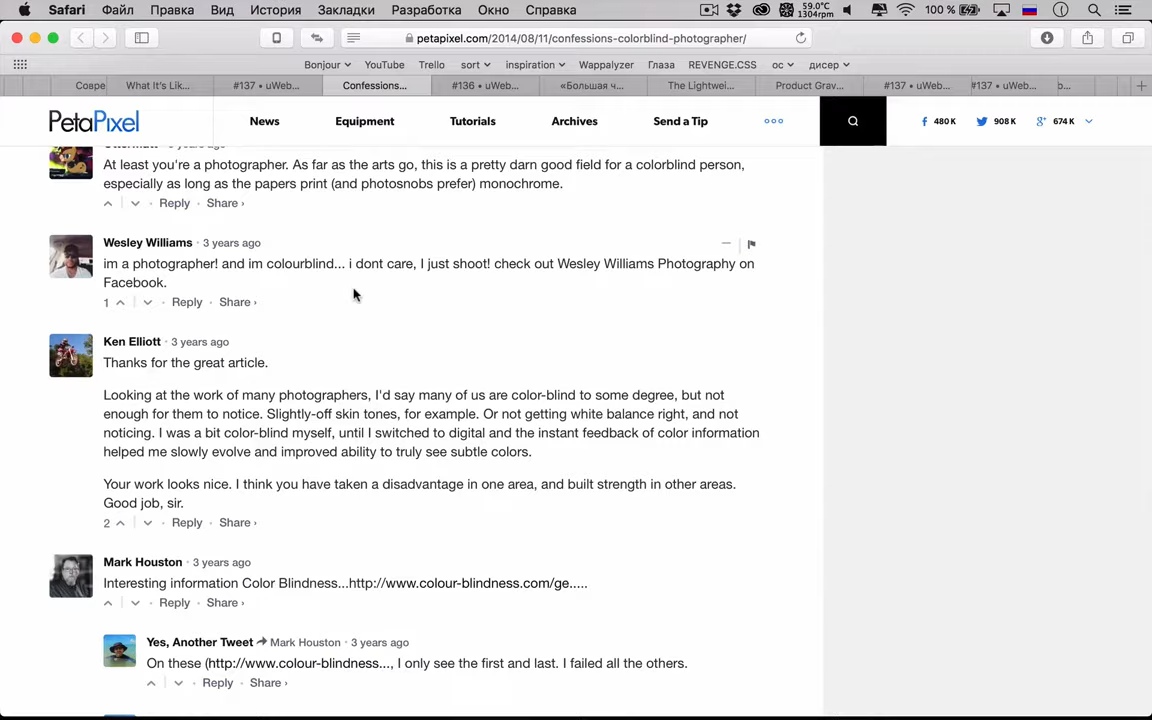 Safari Файл Правка Вид История Закладки Разработка Окно Справка 59.0°C 1304rpm 100 %
petapixel.com/2014/08/11/confessions-colorblind-photographer/
Bonjour YouTube Trello sort inspiration Wappalyzer Глаза REVENGE.CSS ос дисер
Совре What It's Lik... #137 • uWeb... Confessions... #136 • uWeb... «Большая ч... The Lightwei... Product Grav... #137 • uWeb... #137 • uWeb... b...
PetaPixel News Equipment Tutorials Archives Send a Tip 480 K 908 K 674 K
At least you're a photographer. As far as the arts go, this is a pretty darn good field for a colorblind person,
especially as long as the papers print (and photosnobs prefer) monochrome.
Reply Share ›
Wesley Williams · 3 years ago
im a photographer! and im colourblind... i dont care, I just shoot! check out Wesley Williams Photography on
Facebook.
1 Reply · Share ›
Ken Elliott · 3 years ago
Thanks for the great article.
Looking at the work of many photographers, I'd say many of us are color-blind to some degree, but not
enough for them to notice. Slightly-off skin tones, for example. Or not getting white balance right, and not
noticing. I was a bit color-blind myself, until I switched to digital and the instant feedback of color information
helped me slowly evolve and improved ability to truly see subtle colors.
Your work looks nice. I think you have taken a disadvantage in one area, and built strength in other areas.
Good job, sir.
2 Reply · Share ›
Mark Houston · 3 years ago
Interesting information Color Blindness...http://www.colour-blindness.com/ge.....
Reply · Share ›
Yes, Another Tweet Mark Houston · 3 years ago
On these (http://www.colour-blindness..., I only see the first and last. I failed all the others.
Reply · Share ›